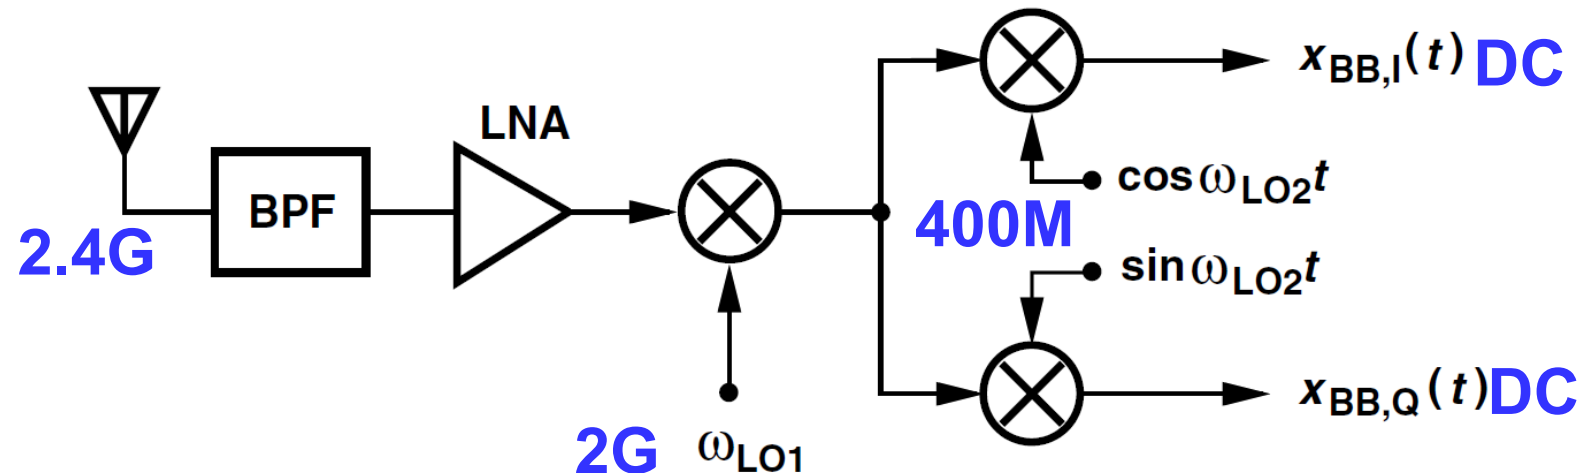 x_BB,I(t) DC
LNA
cos ω_LO2 t
BPF
400M
2.4G
sin ω_LO2 t
x_BB,Q(t) DC
2G ω_LO1